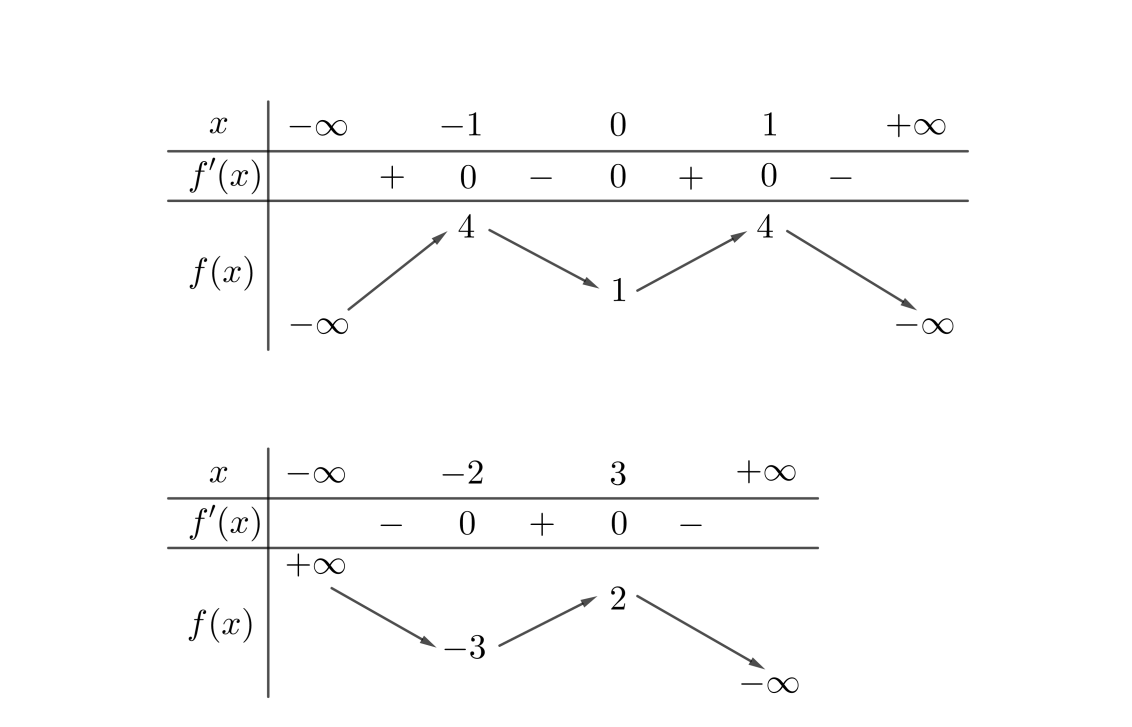 x −∞ −1 0 1 +∞
f′(x) + 0 − 0 + 0 −
4 4
f(x)
1
−∞ −∞
x −∞ −2 3 +∞
f′(x) − 0 + 0 −
+∞
2
f(x)
−3
−∞